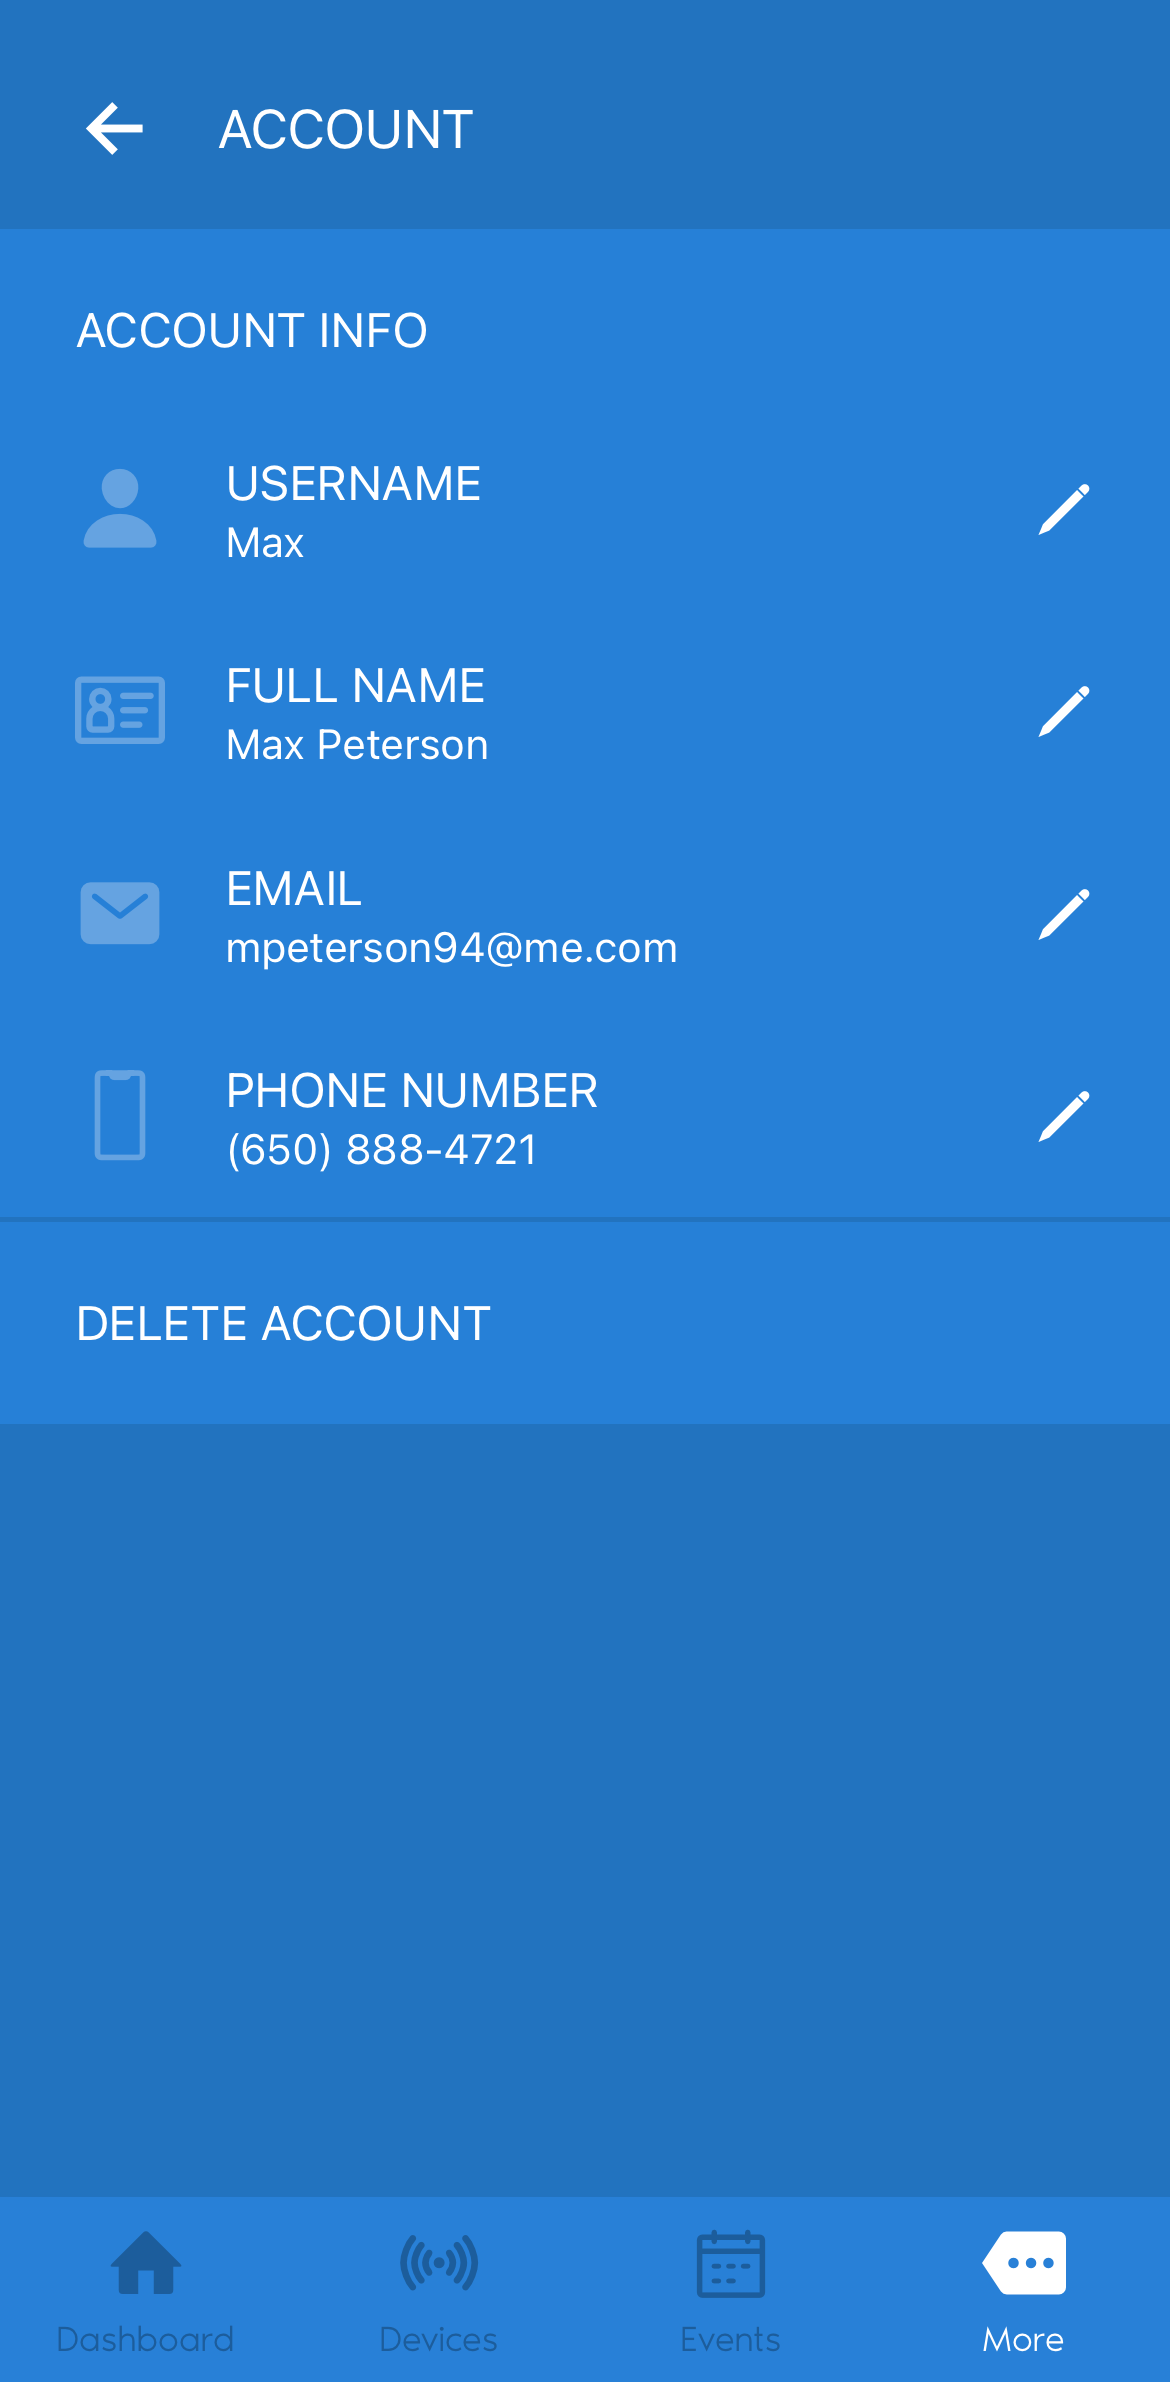 ACCOUNT
ACCOUNT INFO
USERNAME
Max
FULL NAME
Max Peterson
EMAIL
mpeterson94@me.com
PHONE NUMBER
(650) 888-4721
DELETE ACCOUNT
Dashboard Devices Events More